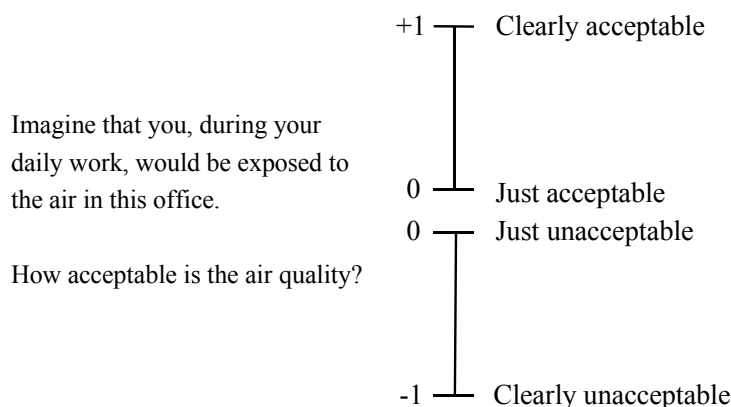 +1 Clearly acceptable
Imagine that you, during your
daily work, would be exposed to
the air in this office.
0 Just acceptable
0 Just unacceptable
How acceptable is the air quality?
-1 Clearly unacceptable